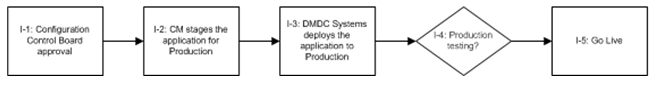 I-1: Configuration
Control Board
approval
I-2: CM stages the
application for
Production
I-3: DMDC Systems
deploys the
application to
Production
I-4: Production
testing?
I-5: Go Live